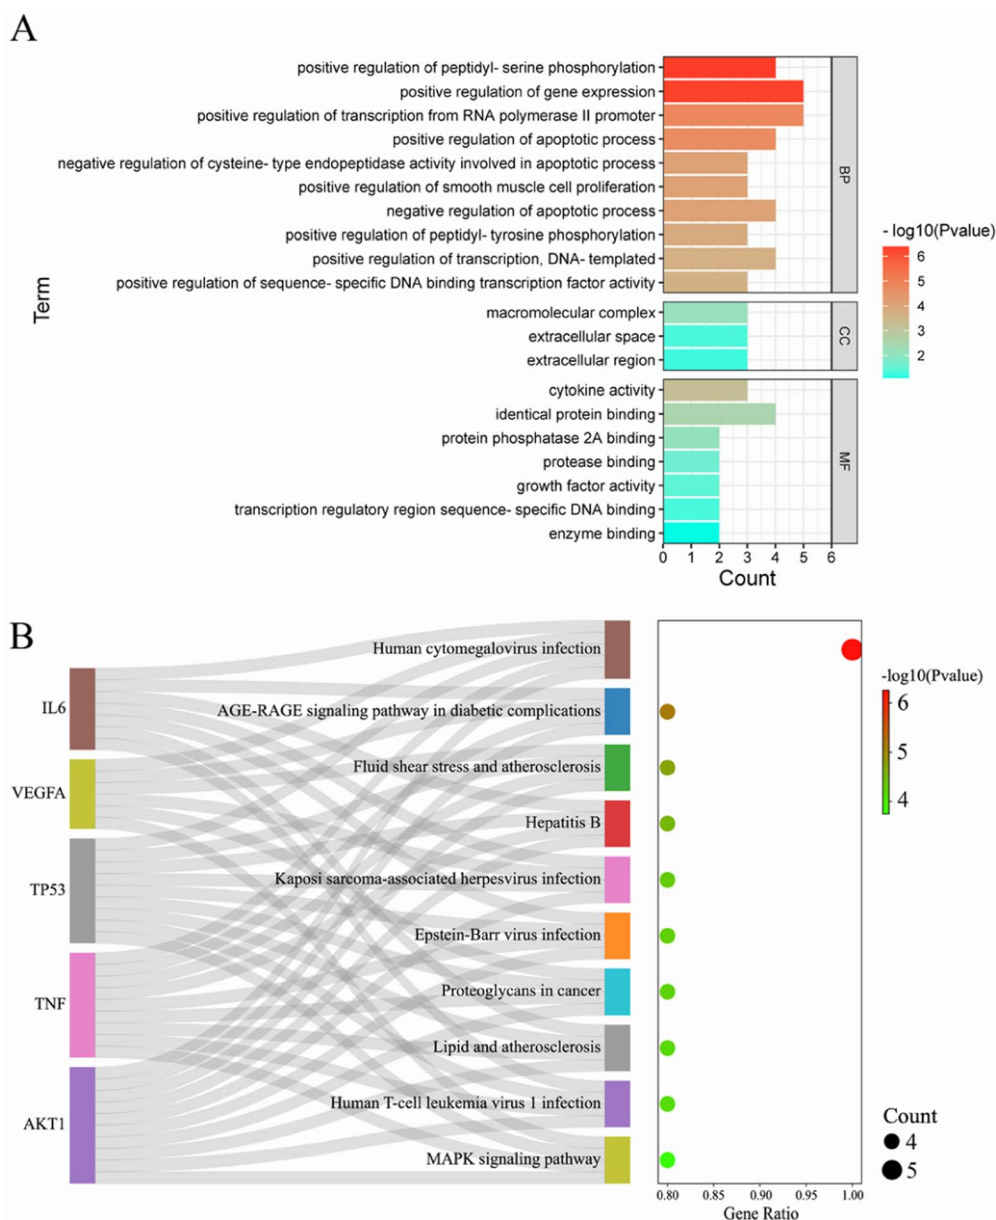 A
Term
positive regulation of peptidyl- serine phosphorylation
positive regulation of gene expression
positive regulation of transcription from RNA polymerase II promoter
positive regulation of apoptotic process
negative regulation of cysteine- type endopeptidase activity involved in apoptotic process
positive regulation of smooth muscle cell proliferation
negative regulation of apoptotic process
positive regulation of peptidyl- tyrosine phosphorylation
positive regulation of transcription, DNA- templated
positive regulation of sequence- specific DNA binding transcription factor activity
BP
macromolecular complex
extracellular space
extracellular region
CC
cytokine activity
identical protein binding
protein phosphatase 2A binding
protease binding
growth factor activity
transcription regulatory region sequence- specific DNA binding
enzyme binding
MF
0 1 2 3 4 5 6
Count
- log10(Pvalue)
6
5
4
3
2
B
IL6
VEGFA
TP53
TNF
AKT1
Human cytomegalovirus infection
AGE-RAGE signaling pathway in diabetic complications
Fluid shear stress and atherosclerosis
Hepatitis B
Kaposi sarcoma-associated herpesvirus infection
Epstein-Barr virus infection
Proteoglycans in cancer
Lipid and atherosclerosis
Human T-cell leukemia virus 1 infection
MAPK signaling pathway
0.80 0.85 0.90 0.95 1.00
Gene Ratio
-log10(Pvalue)
6
5
4
Count
4
5